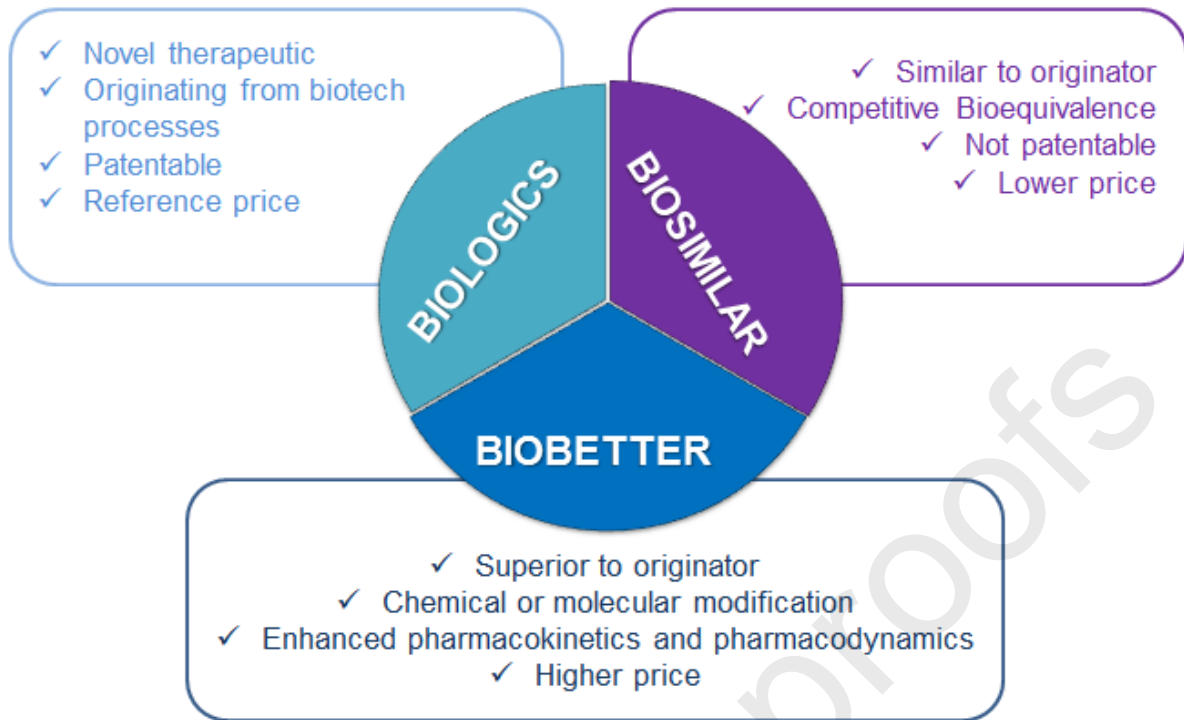 ✓ Novel therapeutic
✓ Originating from biotech
processes
✓ Patentable
✓ Reference price
✓ Similar to originator
✓ Competitive Bioequivalence
✓ Not patentable
✓ Lower price
BIOLOGICS
BIOSIMILAR
BIOBETTER
✓ Superior to originator
✓ Chemical or molecular modification
✓ Enhanced pharmacokinetics and pharmacodynamics
✓ Higher price
proofs